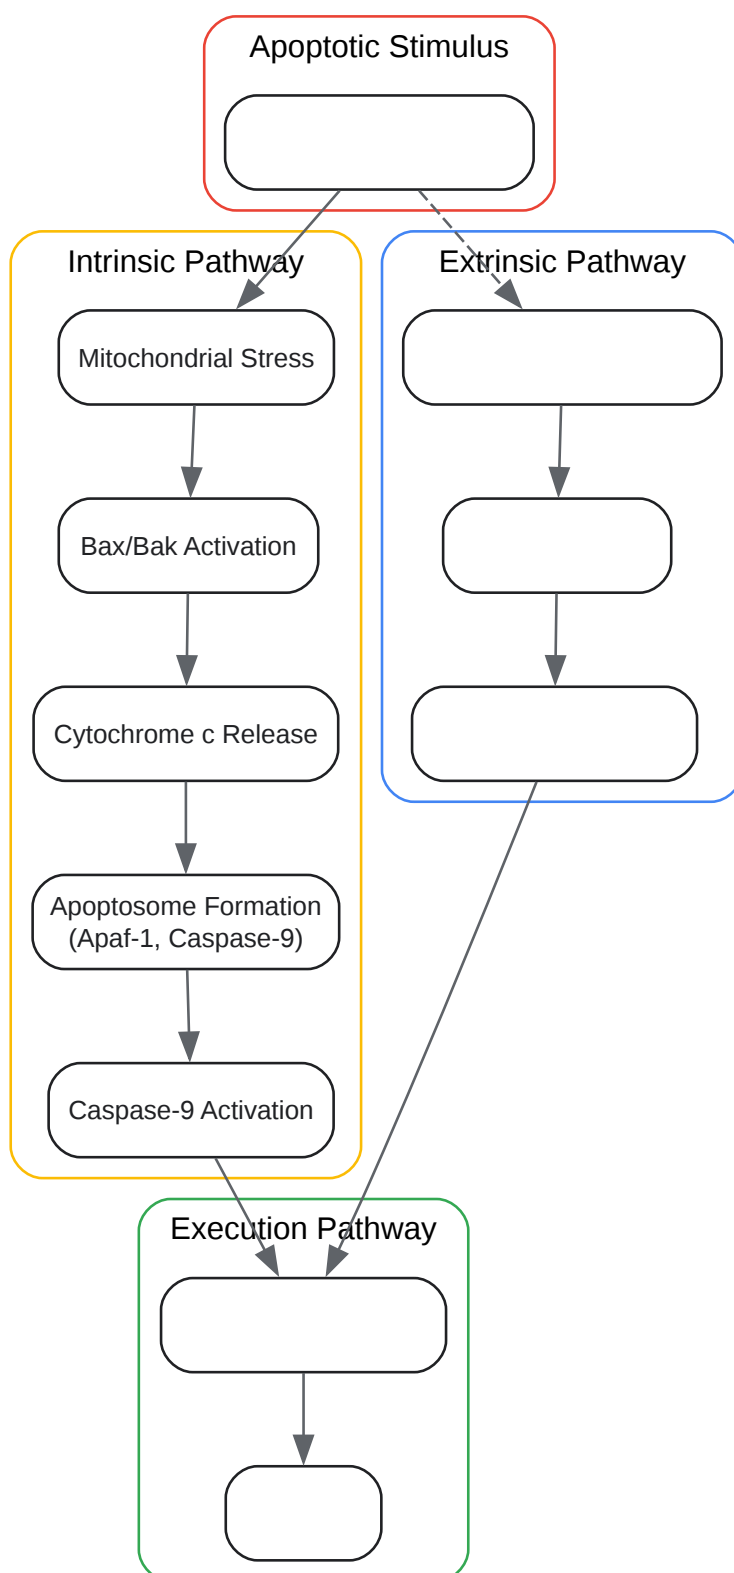 Apoptotic Stimulus
Intrinsic Pathway
Extrinsic Pathway
Mitochondrial Stress
Bax/Bak Activation
Cytochrome c Release
Apoptosome Formation
(Apaf-1, Caspase-9)
Caspase-9 Activation
Execution Pathway